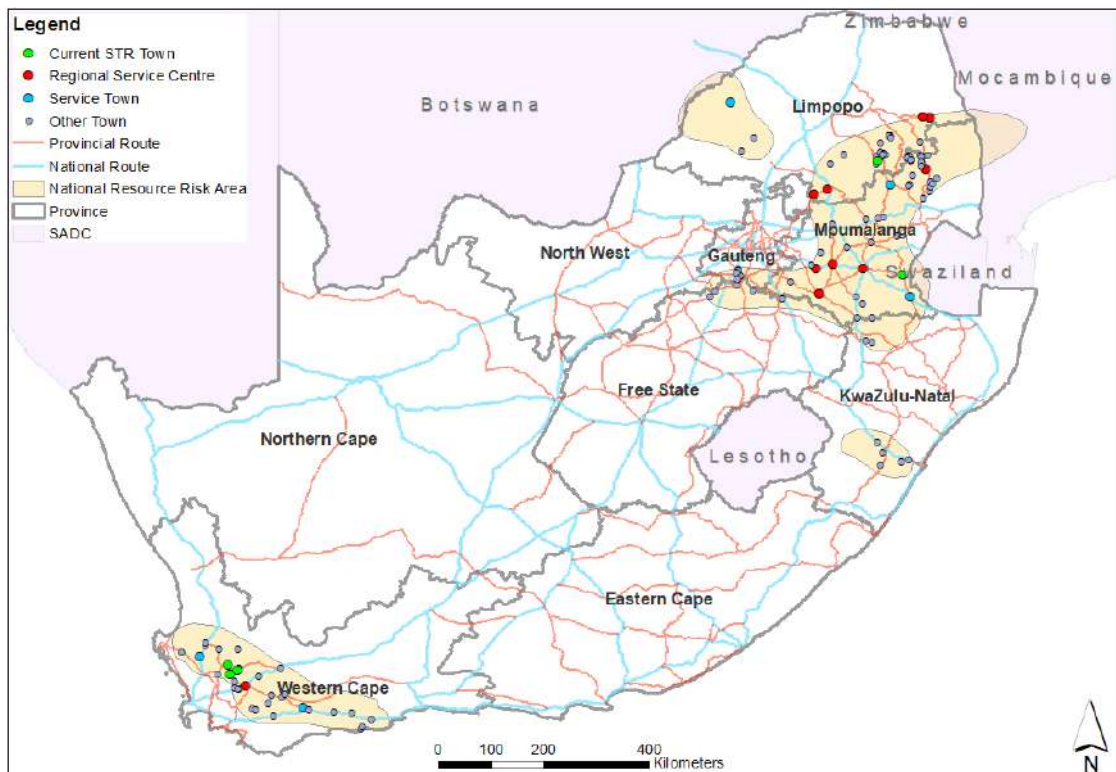 Legend
Current STR Town
Regional Service Centre
Service Town
Other Town
Provincial Route
National Route
National Resource Risk Area
Province
SADC
Zimbabwe
Mocambique
Botswana
Limpopo
North West
Gauteng
Mpumalanga
Swaziland
Free State
KwaZulu-Natal
Northern Cape
Lesotho
Eastern Cape
Western Cape
0 100 200 400
Kilometers
N